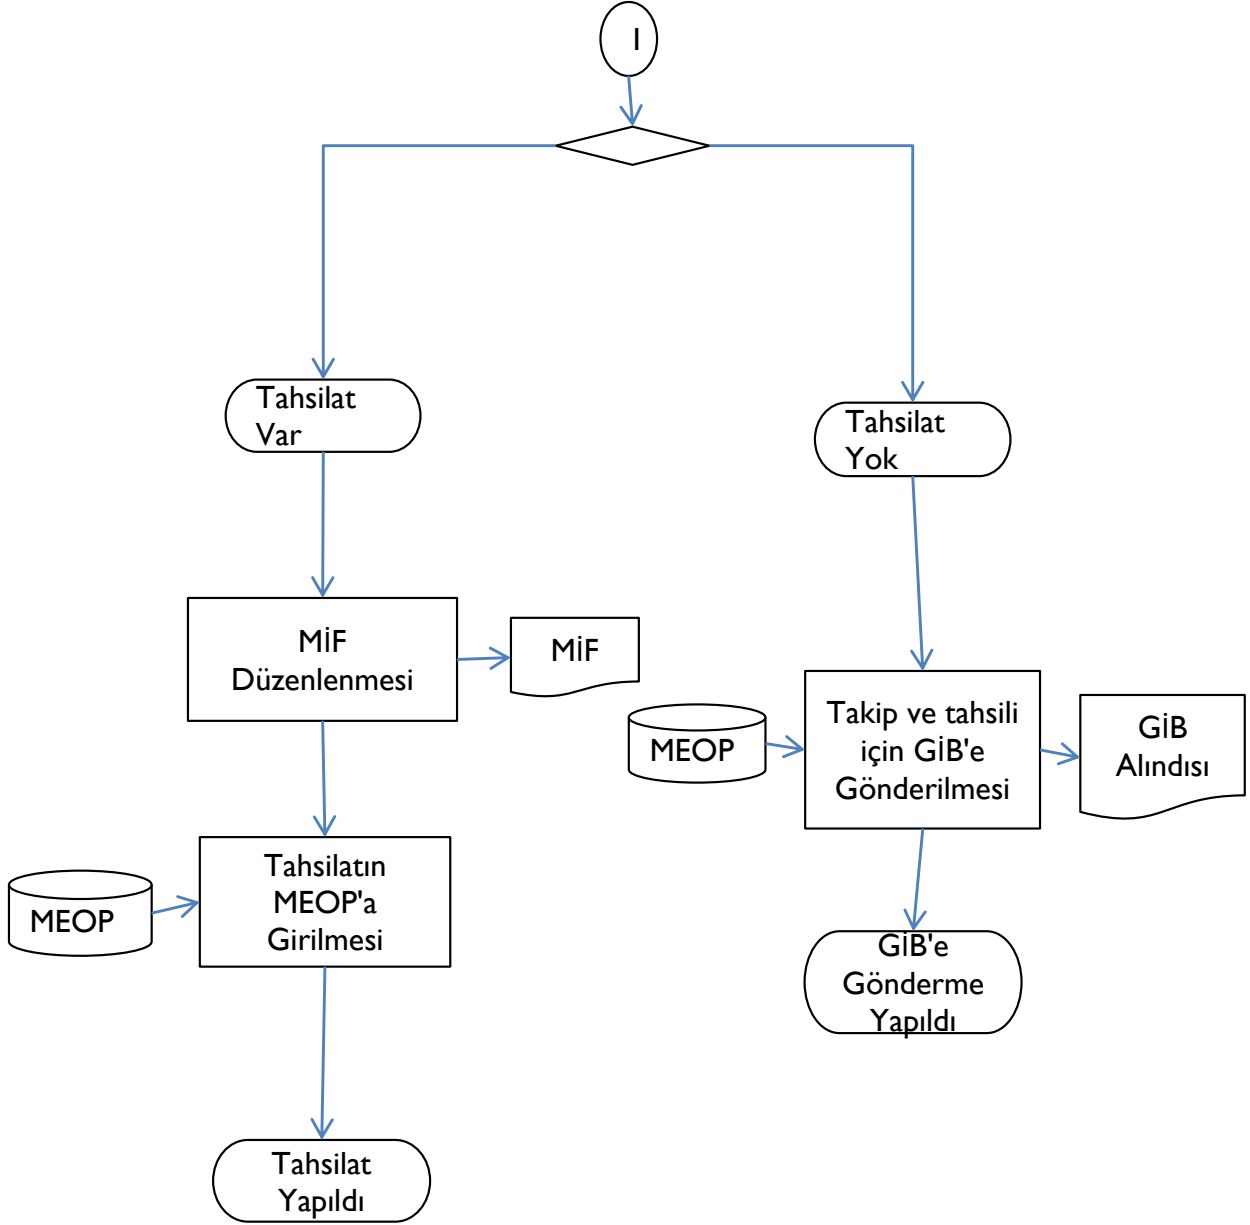 I
Tahsilat
Var
Tahsilat
Yok
MİF
Düzenlenmesi
MİF
MEOP
Takip ve tahsili
için GİB'e
Gönderilmesi
GİB
Alındısı
MEOP
Tahsilatın
MEOP'a
Girilmesi
GİB'e
Gönderme
Yapıldı
Tahsilat
Yapıldı